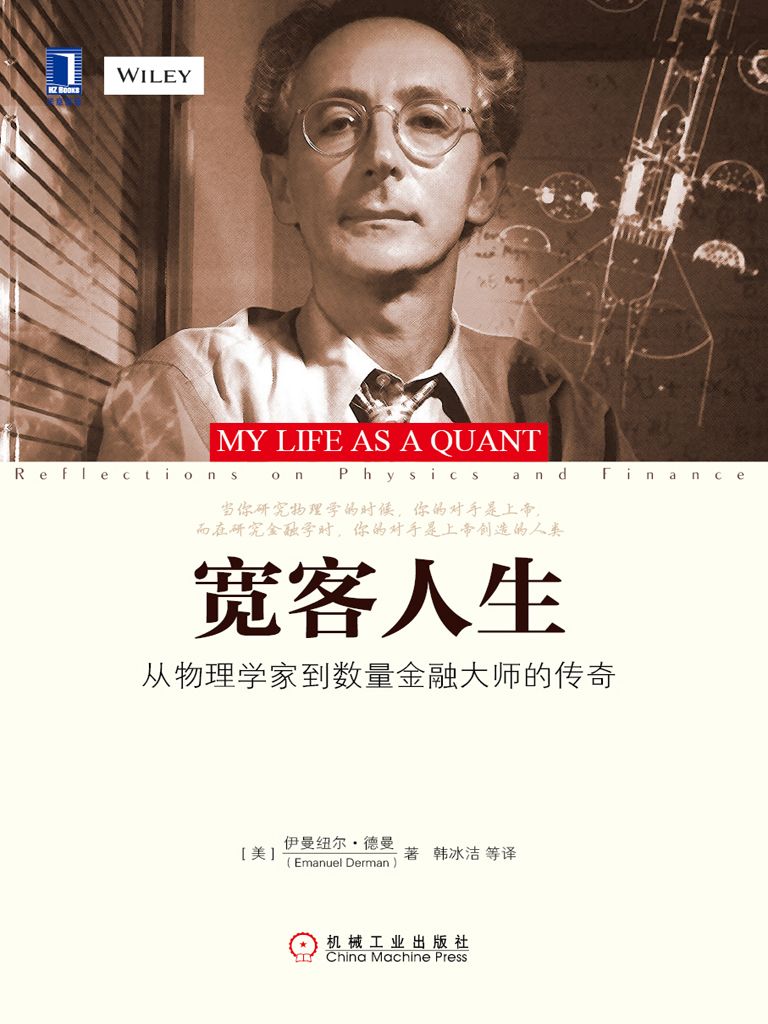 HZ Books
WILEY
MY LIFE AS A QUANT
Reflections on Physics and Finance
当你研究物理学的时候，你的对手是上帝，
而在研究金融学时，你的对手是上帝创造的人类
宽客人生
从物理学家到数量金融大师的传奇
[美] 伊曼纽尔·德曼 (Emanuel Derman) 著 韩冰洁 等译
机械工业出版社
China Machine Press